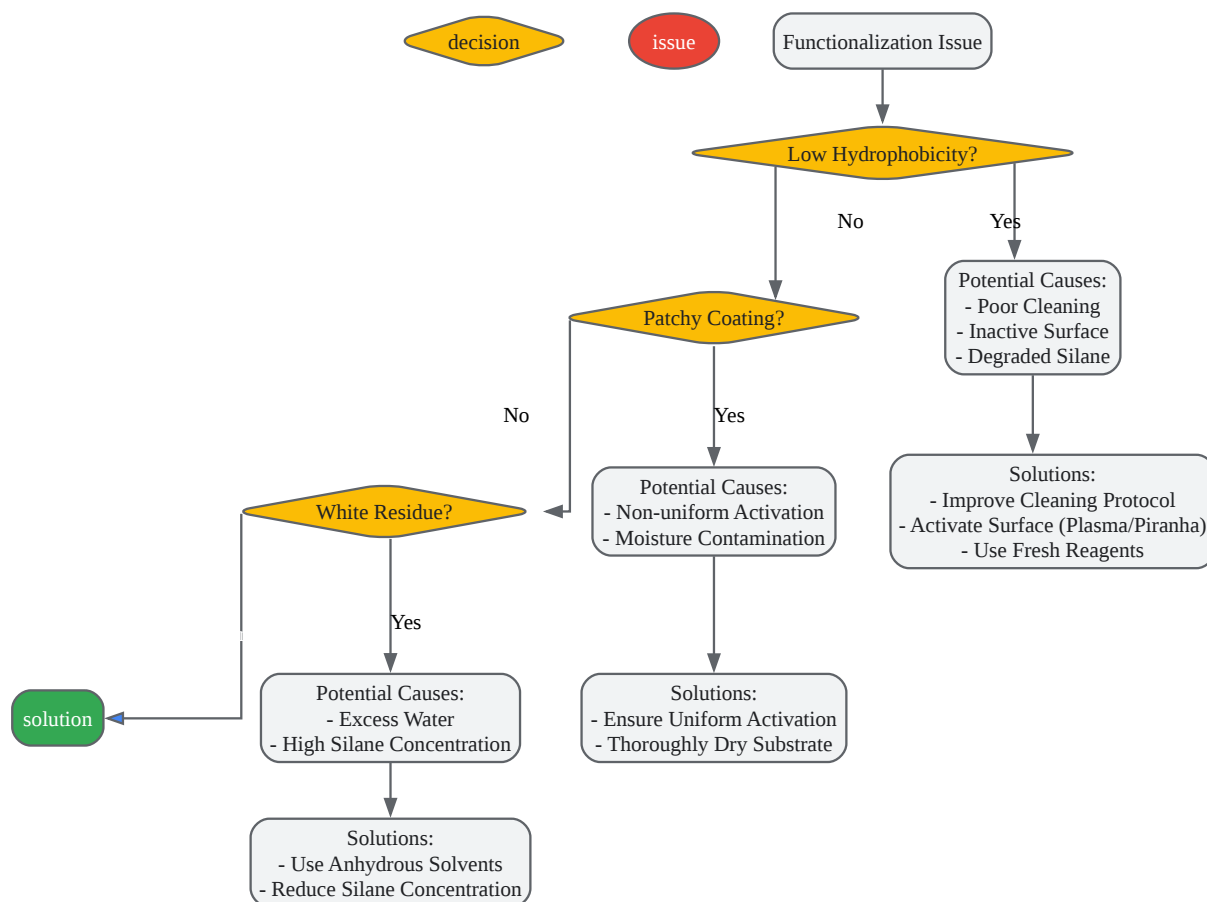 decision
issue
Functionalization Issue
Low Hydrophobicity?
No
Yes
Potential Causes:
- Poor Cleaning
- Inactive Surface
- Degraded Silane
Patchy Coating?
No
Yes
Solutions:
- Improve Cleaning Protocol
- Activate Surface (Plasma/Piranha)
- Use Fresh Reagents
Potential Causes:
- Non-uniform Activation
- Moisture Contamination
White Residue?
Yes
Solutions:
- Ensure Uniform Activation
- Thoroughly Dry Substrate
Potential Causes:
- Excess Water
- High Silane Concentration
solution
Solutions:
- Use Anhydrous Solvents
- Reduce Silane Concentration